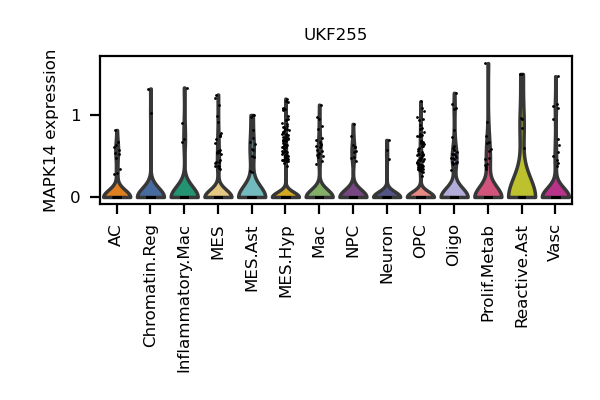 UKF255
MAPK14 expression
1
0
AC
Chromatin.Reg
Inflammatory.Mac
MES
MES.Ast
MES.Hyp
Mac
NPC
Neuron
OPC
Oligo
Prolif.Metab
Reactive.Ast
Vasc